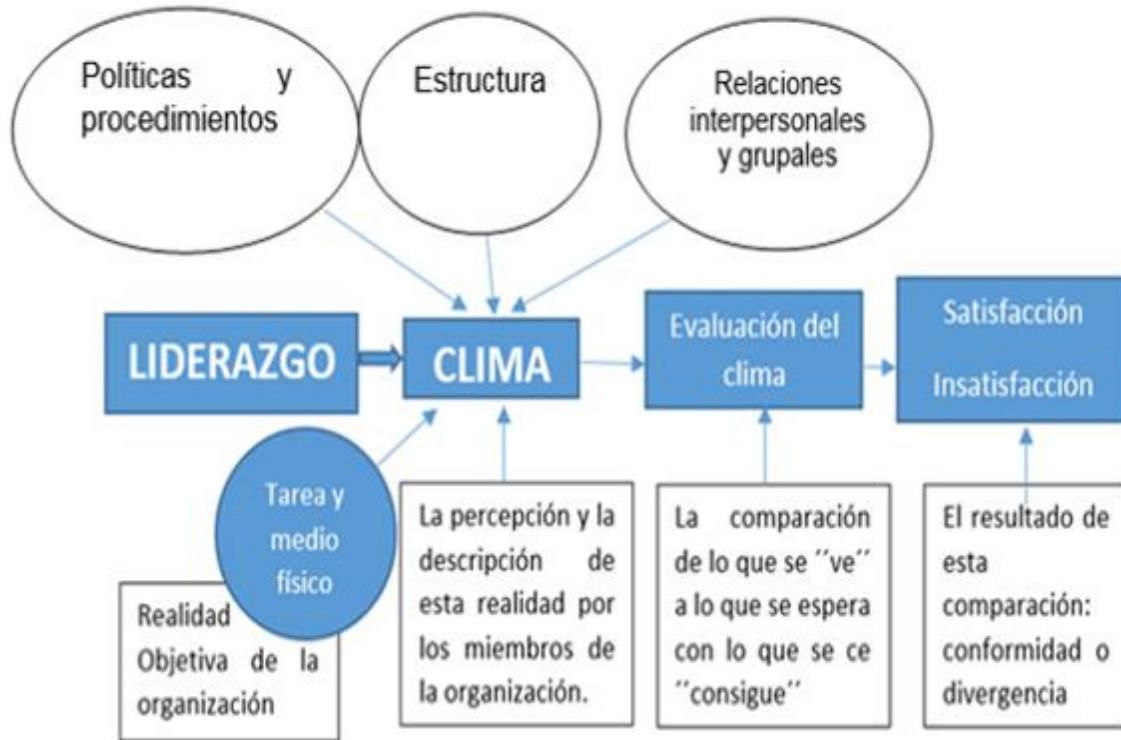 Políticas y
procedimientos
Estructura
Relaciones
interpersonales
y grupales
LIDERAZGO
CLIMA
Evaluación del
clima
Satisfacción
Insatisfacción
Tarea y
medio
físico
Realidad
Objetiva de la
organización
La percepción y la
descripción de
esta realidad por
los miembros de
la organización.
La comparación
de lo que se ´´ve´´
a lo que se espera
con lo que se ce
´´consigue´´
El resultado de
esta
comparación:
conformidad o
divergencia